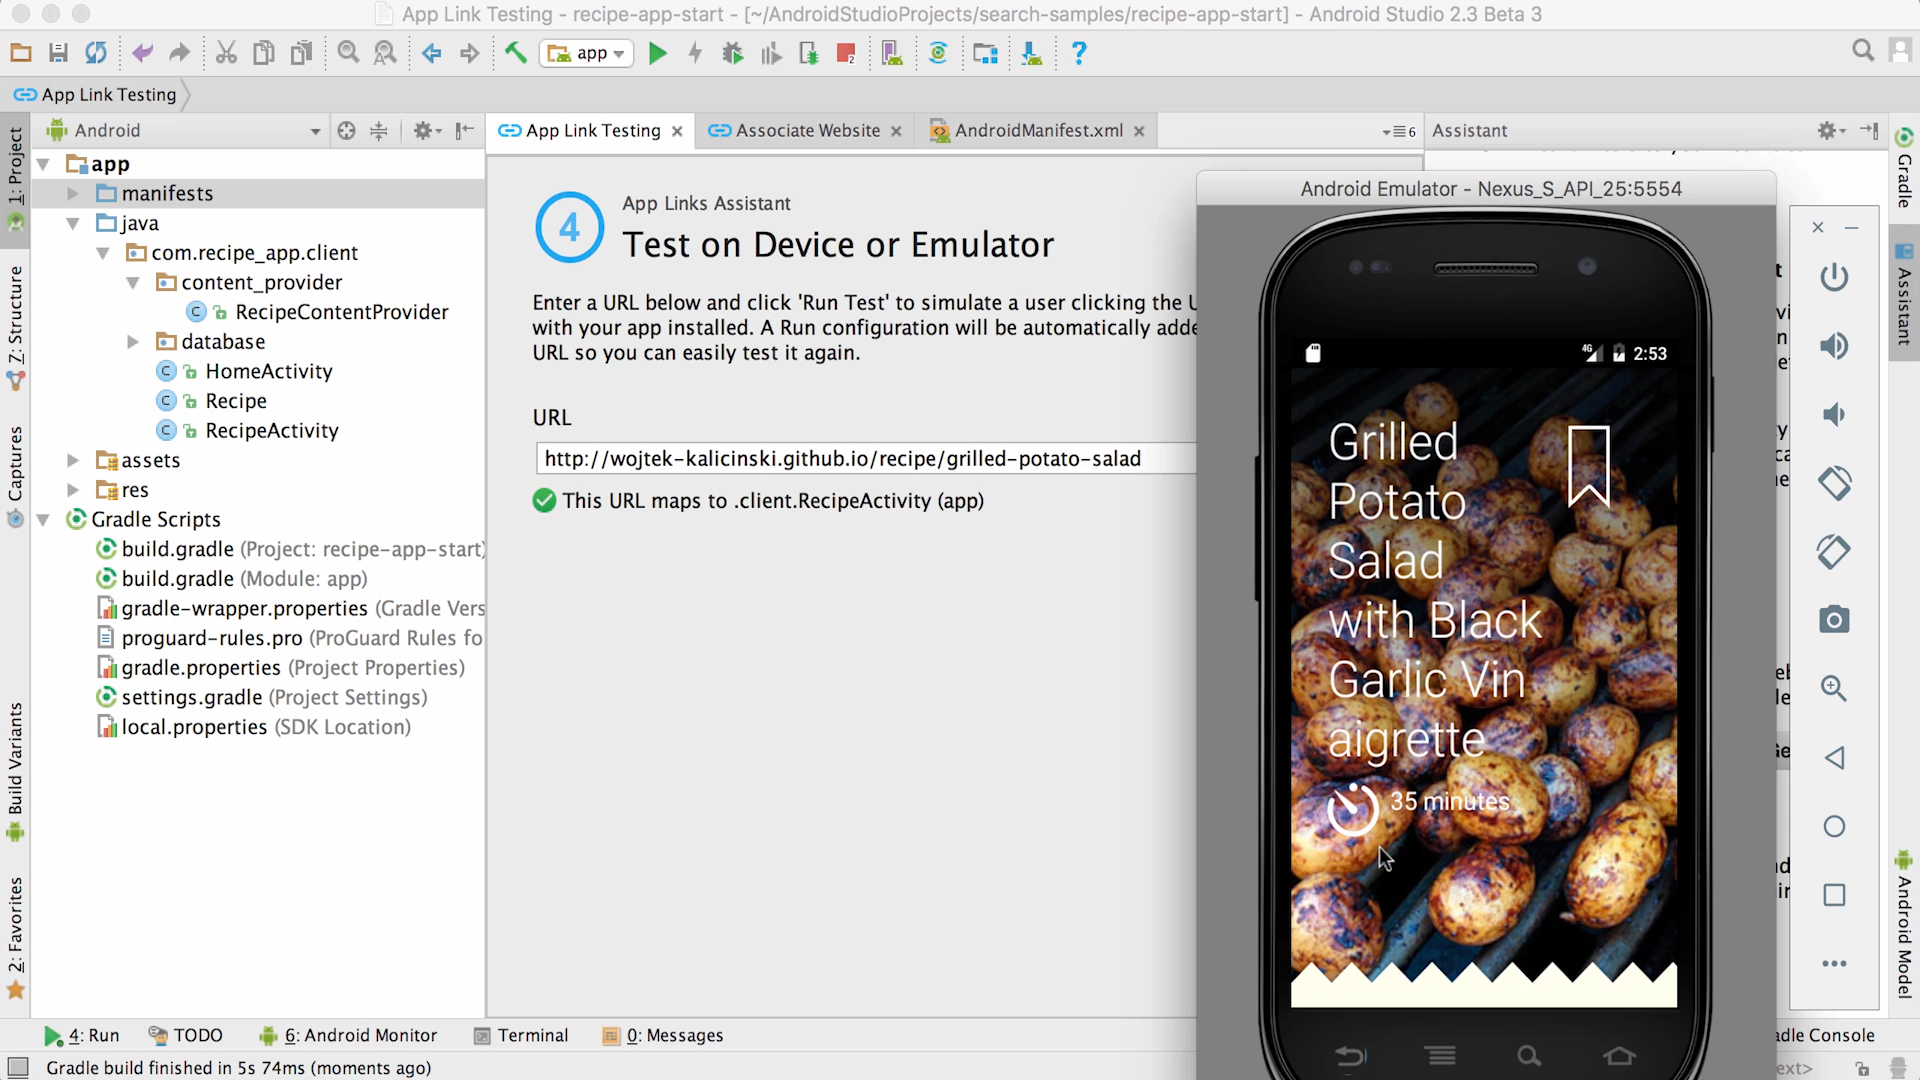 App Link Testing - recipe-app-start - [~/AndroidStudioProjects/search-samples/recipe-app-start] - Android Studio 2.3 Beta 3
app
2
App Link Testing
Android
App Link Testing
Associate Website
AndroidManifest.xml
6
Assistant
1: Project
7: Structure
Captures
Build Variants
2: Favorites
app
manifests
java
com.recipe_app.client
content_provider
RecipeContentProvider
database
HomeActivity
Recipe
RecipeActivity
assets
res
Gradle Scripts
build.gradle (Project: recipe-app-start)
build.gradle (Module: app)
gradle-wrapper.properties (Gradle Vers
proguard-rules.pro (ProGuard Rules fo
gradle.properties (Project Properties)
settings.gradle (Project Settings)
local.properties (SDK Location)
4
App Links Assistant
Test on Device or Emulator
Enter a URL below and click 'Run Test' to simulate a user clicking the U
with your app installed. A Run configuration will be automatically adde
URL so you can easily test it again.
URL
http://wojtek-kalicinski.github.io/recipe/grilled-potato-salad
This URL maps to .client.RecipeActivity (app)
Android Emulator - Nexus_S_API_25:5554
4G 2:53
Grilled
Potato
Salad
with Black
Garlic Vin
aigrette
35 minutes
Gradle
Assistant
Android Model
4: Run
TODO
6: Android Monitor
Terminal
0: Messages
adle Console
Gradle build finished in 5s 74ms (moments ago)
ext>